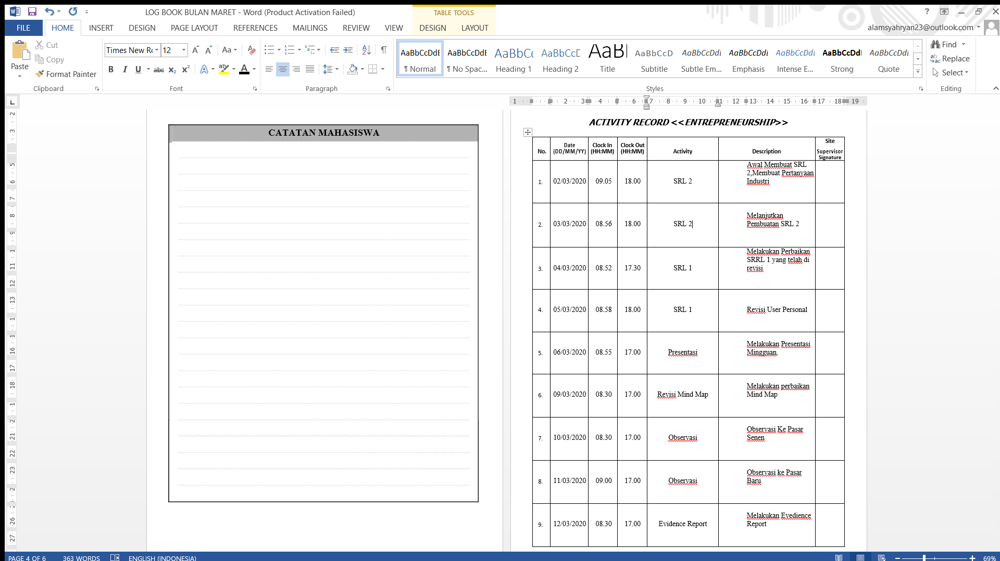 LOG BOOK BULAN MARET - Word (Product Activation Failed)
TABLE TOOLS
?
FILE HOME INSERT DESIGN PAGE LAYOUT REFERENCES MAILINGS REVIEW VIEW DESIGN LAYOUT
alamsyahryan23@outlook.com
Paste
Cut
Copy
Format Painter
Clipboard
Times New Ro 12
Font
Paragraph
AaBbCcDdE AaBbCcDdE AaBbCc AaBbCcD AaBl AaBbCcD AaBbCcDdI AaBbCcDdI AaBbCcDdI AaBbCcDdI AaBbCcDdI
¶ Normal ¶ No Spac... Heading 1 Heading 2 Title Subtitle Subtle Em... Emphasis Intense E... Strong Quote
Styles
Find
Replace
Select
Editing
CATATAN MAHASISWA
ACTIVITY RECORD <<ENTREPRENEURSHIP>>
No. Date (DD/MM/YY) Clock In (HH:MM) Clock Out (HH:MM) Activity Description Site Supervisor Signature
1. 02/03/2020 09.05 18.00 SRL 2 Awal Membuat SRL
2,Membuat Pertanyaan
Industri
2. 03/03/2020 08.56 18.00 SRL 2 Melanjutkan
Pembuatan SRL 2
3. 04/03/2020 08.52 17.30 SRL 1 Melakukan Perbaikan
SRRL 1 yang telah di
revisi
4. 05/03/2020 08.58 18.00 SRL 1 Revisi User Personal
5. 06/03/2020 08.55 17.00 Presentasi Melakukan Presentasi
Mingguan.
6. 09/03/2020 08.30 17.00 Revisi Mind Map Melakukan perbaikan
Mind Map
7. 10/03/2020 08.30 17.00 Observasi Observasi Ke Pasar
Senen
8. 11/03/2020 09.00 17.00 Observasi Observasi ke Pasar
Baru
9. 12/03/2020 08.30 17.00 Evidence Report Melakukan Evedience
Report
PAGE 4 OF 6 363 WORDS ENGLISH (INDONESIA) 69%